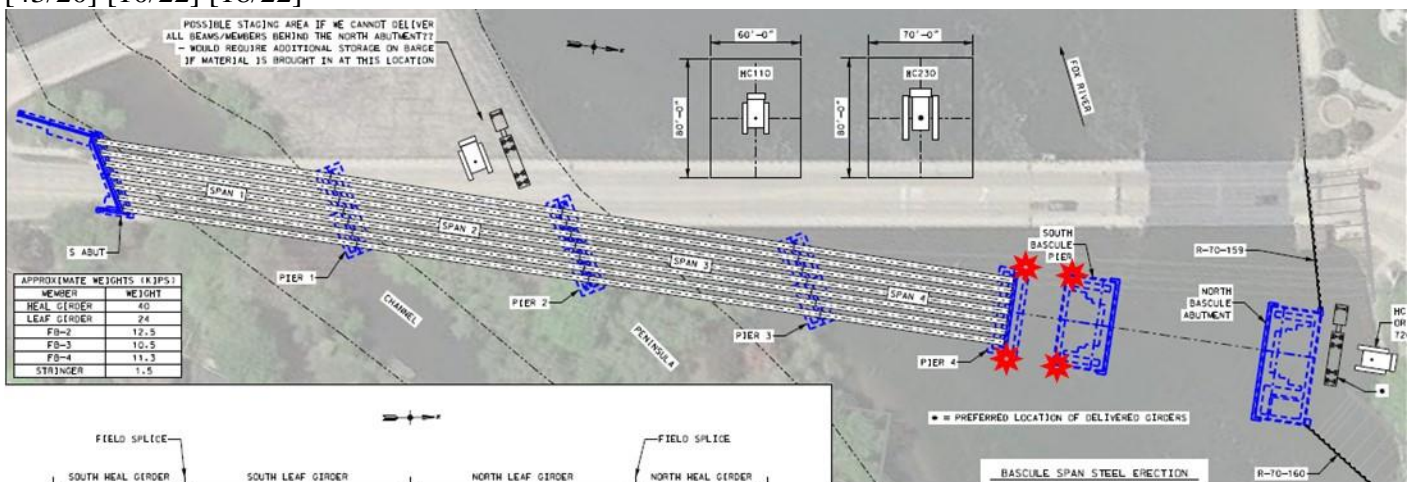 [45/20] [10/22] [18/22]
POSSIBLE STAGING AREA IF WE CANNOT DELIVER
ALL BEAMS/MEMBERS BEHIND THE NORTH ABUTMENT??
- WOULD REQUIRE ADDITIONAL STORAGE ON BARGE
IF MATERIAL IS BROUGHT IN AT THIS LOCATION
60'-0"
70'-0"
HC110
HC230
80'-0"
80'-0"
FOX RIVER
SPAN 1
SPAN 2
SPAN 3
SPAN 4
S ABUT
PIER 1
PIER 2
PIER 3
PIER 4
CHANNEL
PENINSULA
SOUTH
BASCULE
PIER
R-70-159
NORTH
BASCULE
ABUTMENT
HC
OR
APPROXIMATE WEIGHTS (KIPS)
MEMBER WEIGHT
HEAL GIRDER 40
LEAF GIRDER 24
FB-2 12.5
FB-3 10.5
FB-4 11.3
STRINGER 1.5
* = PREFERRED LOCATION OF DELIVERED GIRDERS
FIELD SPLICE
FIELD SPLICE
SOUTH HEAL GIRDER
SOUTH LEAF GIRDER
NORTH LEAF GIRDER
NORTH HEAL GIRDER
BASCULE SPAN STEEL ERECTION
R-70-160